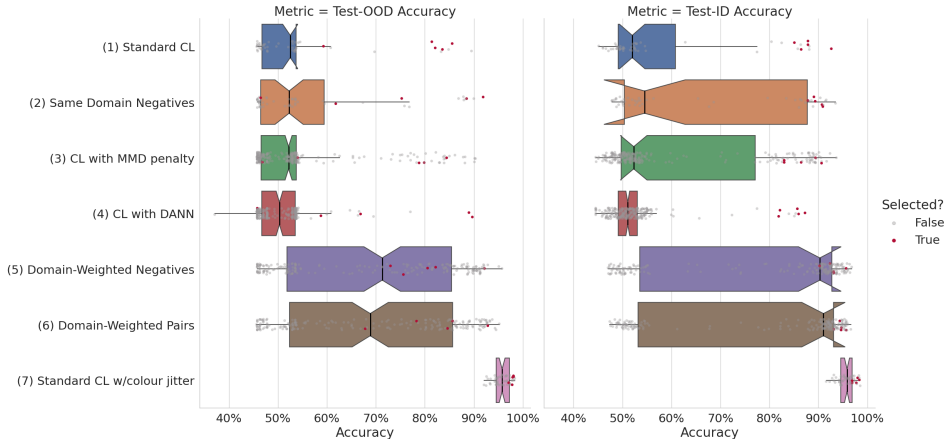 Metric = Test-OOD Accuracy
Metric = Test-ID Accuracy
(1) Standard CL
(2) Same Domain Negatives
(3) CL with MMD penalty
(4) CL with DANN
(5) Domain-Weighted Negatives
(6) Domain-Weighted Pairs
(7) Standard CL w/colour jitter
40% 50% 60% 70% 80% 90% 100%
Accuracy
40% 50% 60% 70% 80% 90% 100%
Accuracy
Selected?
False
True